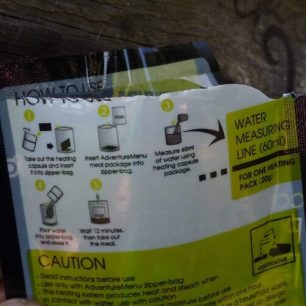 HOW TO USE
1
2
3
Take out the heating
capsule and insert
it into zipper-bag.
Insert AdventureMenu
meal package into
zipper-bag.
Measure 60ml
of water using
heating capsule
package.
WATER
MEASURING
LINE (60ml)
FOR ONE HEATING
PACK (20g)
4
5
Pour water
into zipper-bag
and close it.
Wait 12 minutes,
then take out
the meal.
CAUTION
- Read instructions before use
- Use only with AdventureMenu zipper-bag
- This heating system produces heat and steam when
in contact with water, use with caution
before use
corrosive